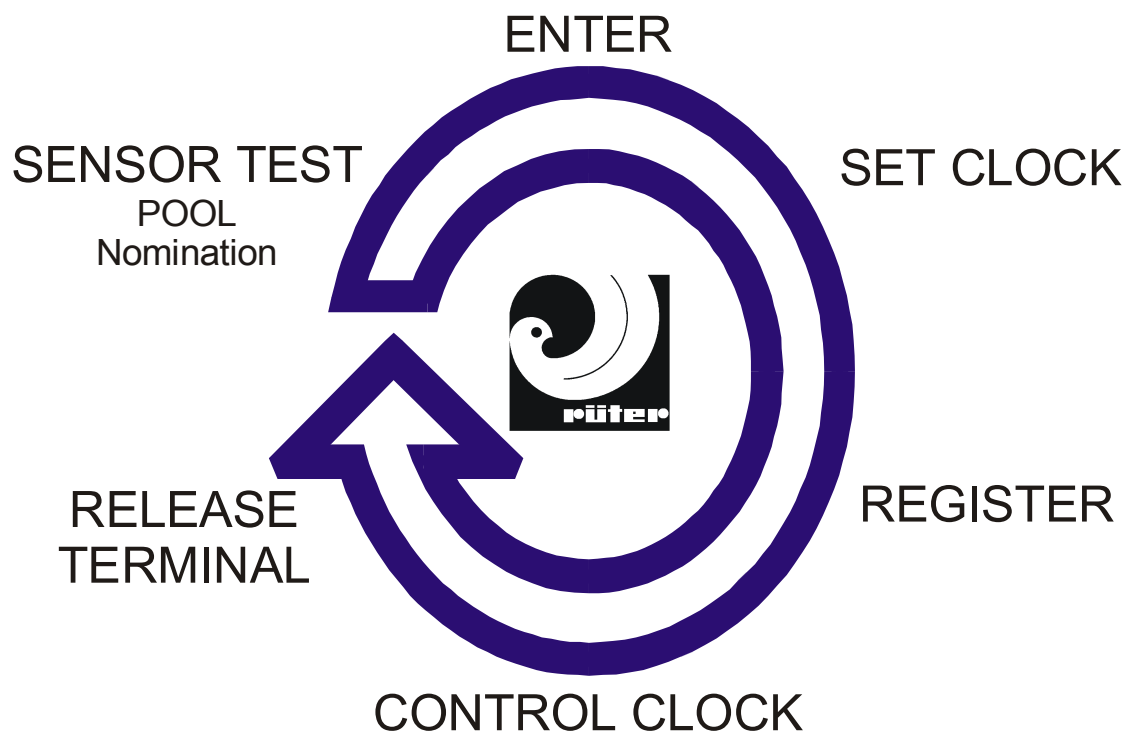 ENTER
SENSOR TEST
POOL
Nomination
SET CLOCK
rüter
RELEASE
TERMINAL
REGISTER
CONTROL CLOCK